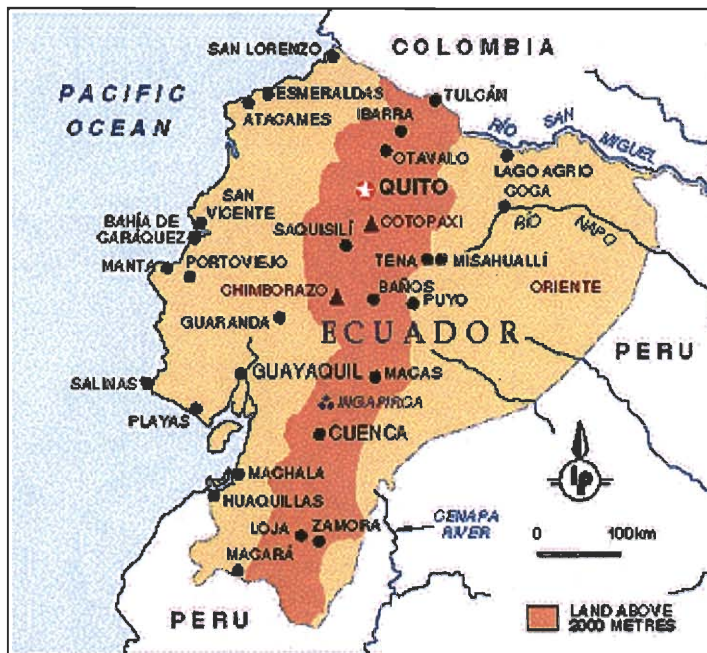 SAN LORENZO
COLOMBIA
PACIFIC
OCEAN
ESMERALDAS
ATACAMES
TULCÁN
IBARRA
RÍO SAN MIGUEL
OTAVALO
LAGO AGRIO
QUITO
COCA
SAN
VICENTE
BAHÍA DE
CARÁQUEZ
COTOPAXI
RÍO NAPO
SAQUISILÍ
MANTA
PORTOVIEJO
TENA
MISAHUALLÍ
CHIMBORAZO
BAÑOS
ORIENTE
PUYO
GUARANDA
ECUADOR
PERU
SALINAS
GUAYAQUIL
MACAS
PLAYAS
INGAPIRCA
CUENCA
MACHALA
HUAQUILLAS
LP
LOJA
ZAMORA
CENAPA
RIVER
0 100km
MACARÁ
PERU
LAND ABOVE
2000 METRES